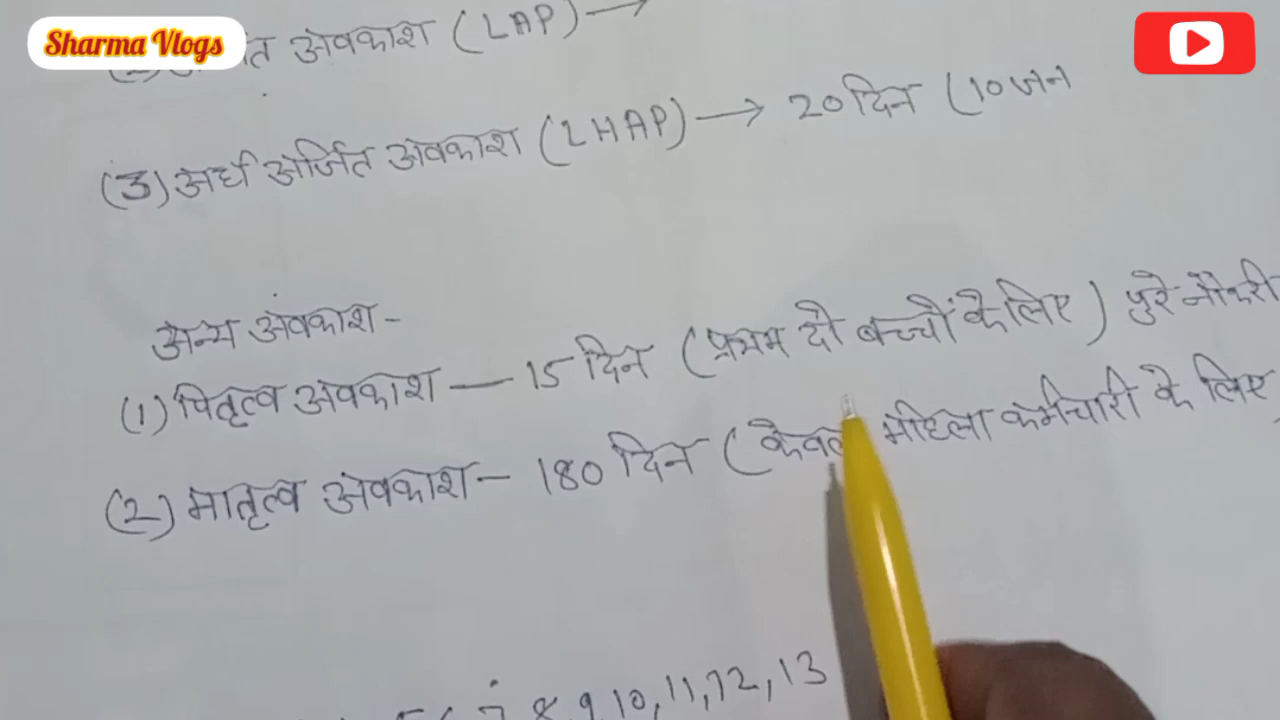 Sharma Vlogs
अवकाश (LAP) →
(3) अर्ध अर्जित अवकाश (LHAP) → 20 दिन (10 जन
अन्य अवकाश -
(1) पितृत्व अवकाश — 15 दिन (प्रथम दो बच्चों के लिए) पुरे नौकरी
(2) मातृत्व अवकाश - 180 दिन (केवल महिला कर्मचारी के लिए
8, 9, 10, 11, 12, 13